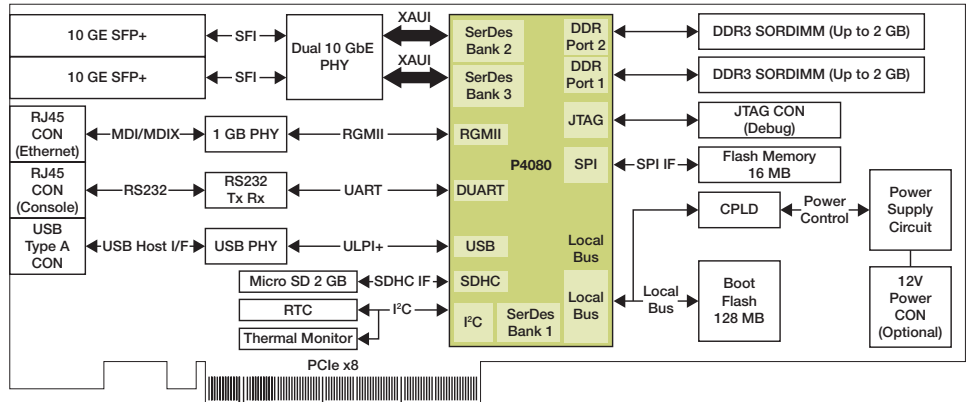 10 GE SFP+
SFI
Dual 10 GbE
PHY
XAUI
10 GE SFP+
SFI
XAUI
SerDes
Bank 2
SerDes
Bank 3
DDR
Port 2
DDR
Port 1
DDR3 SORDIMM (Up to 2 GB)
DDR3 SORDIMM (Up to 2 GB)
RJ45
CON
(Ethernet)
MDI/MDIX
1 GB PHY
RGMII
RGMII
JTAG
JTAG CON
(Debug)
P4080
SPI
SPI IF
Flash Memory
16 MB
RJ45
CON
(Console)
RS232
RS232
Tx Rx
UART
DUART
CPLD
Power
Control
Power
Supply
Circuit
USB
Type A
CON
USB Host I/F
USB PHY
ULPI+
USB
Local
Bus
Micro SD 2 GB
SDHC IF
SDHC
RTC
I²C
I²C
Thermal Monitor
SerDes
Bank 1
Local
Bus
Local
Bus
Boot
Flash
128 MB
12V
Power
CON
(Optional)
PCIe x8